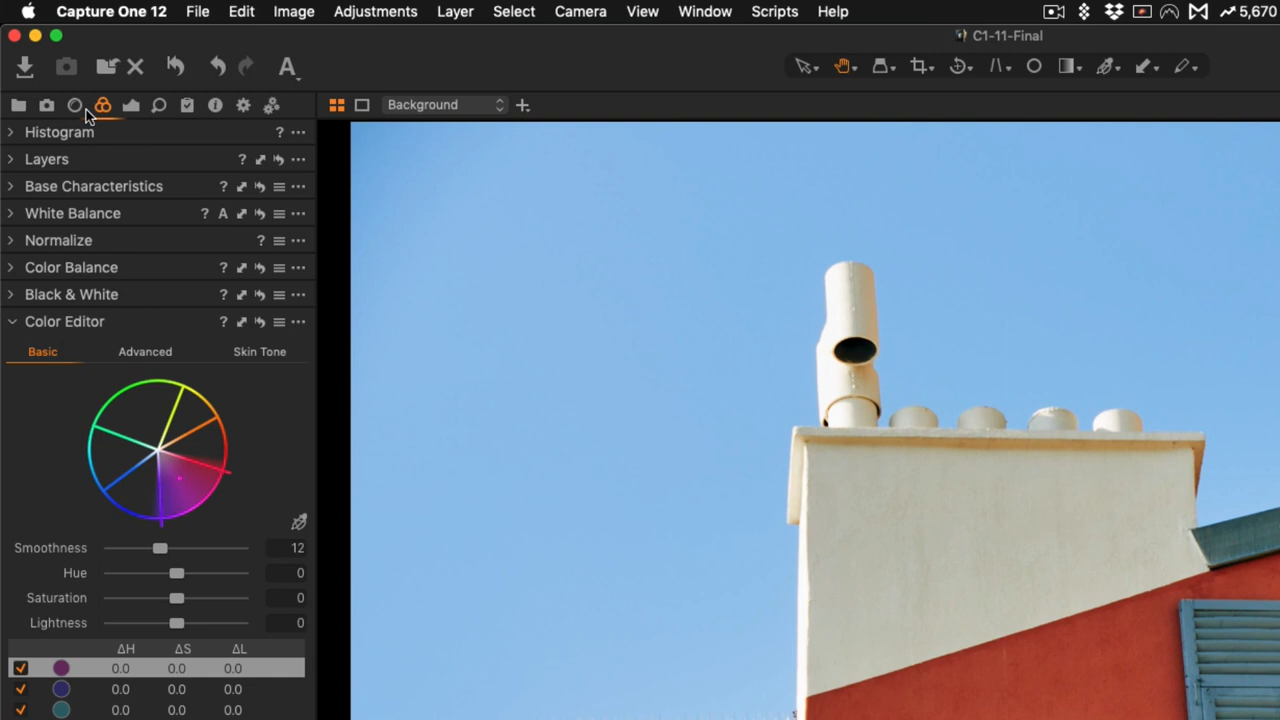 Capture One 12 File Edit Image Adjustments Layer Select Camera View Window Scripts Help 5,670
C1-11-Final
A
Background
Histogram ?
Layers ?
Base Characteristics ?
White Balance ? A
Normalize ?
Color Balance ?
Black & White ?
Color Editor ?
Basic Advanced Skin Tone
Smoothness 12
Hue 0
Saturation 0
Lightness 0
ΔH ΔS ΔL
0.0 0.0 0.0
0.0 0.0 0.0
0.0 0.0 0.0